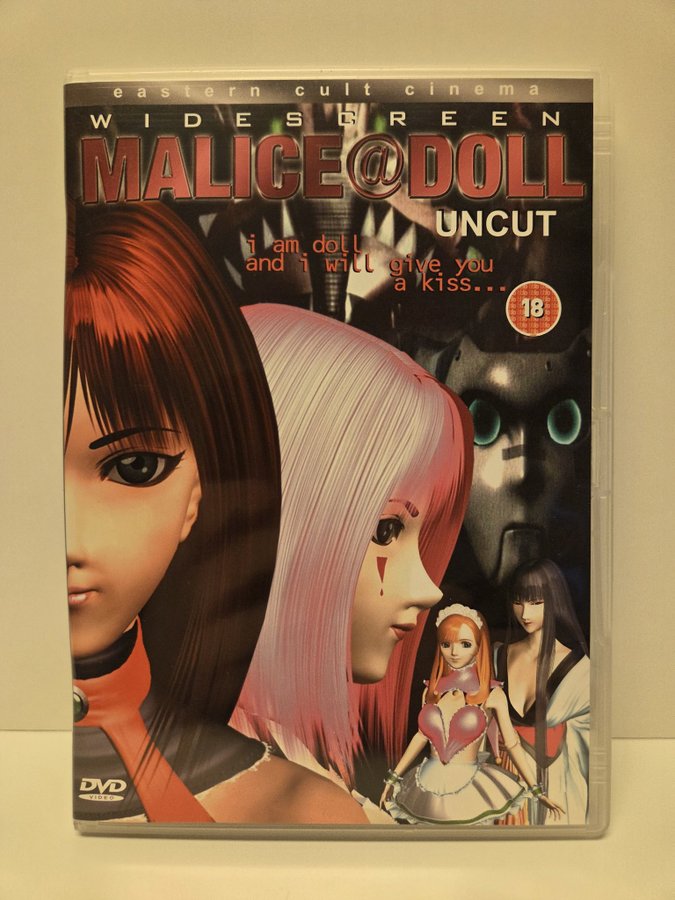 eastern cult cinema
WIDESCREEN
MALICE@DOLL
UNCUT
i am doll
and i will give you
a kiss...
18
DVD
VIDEO